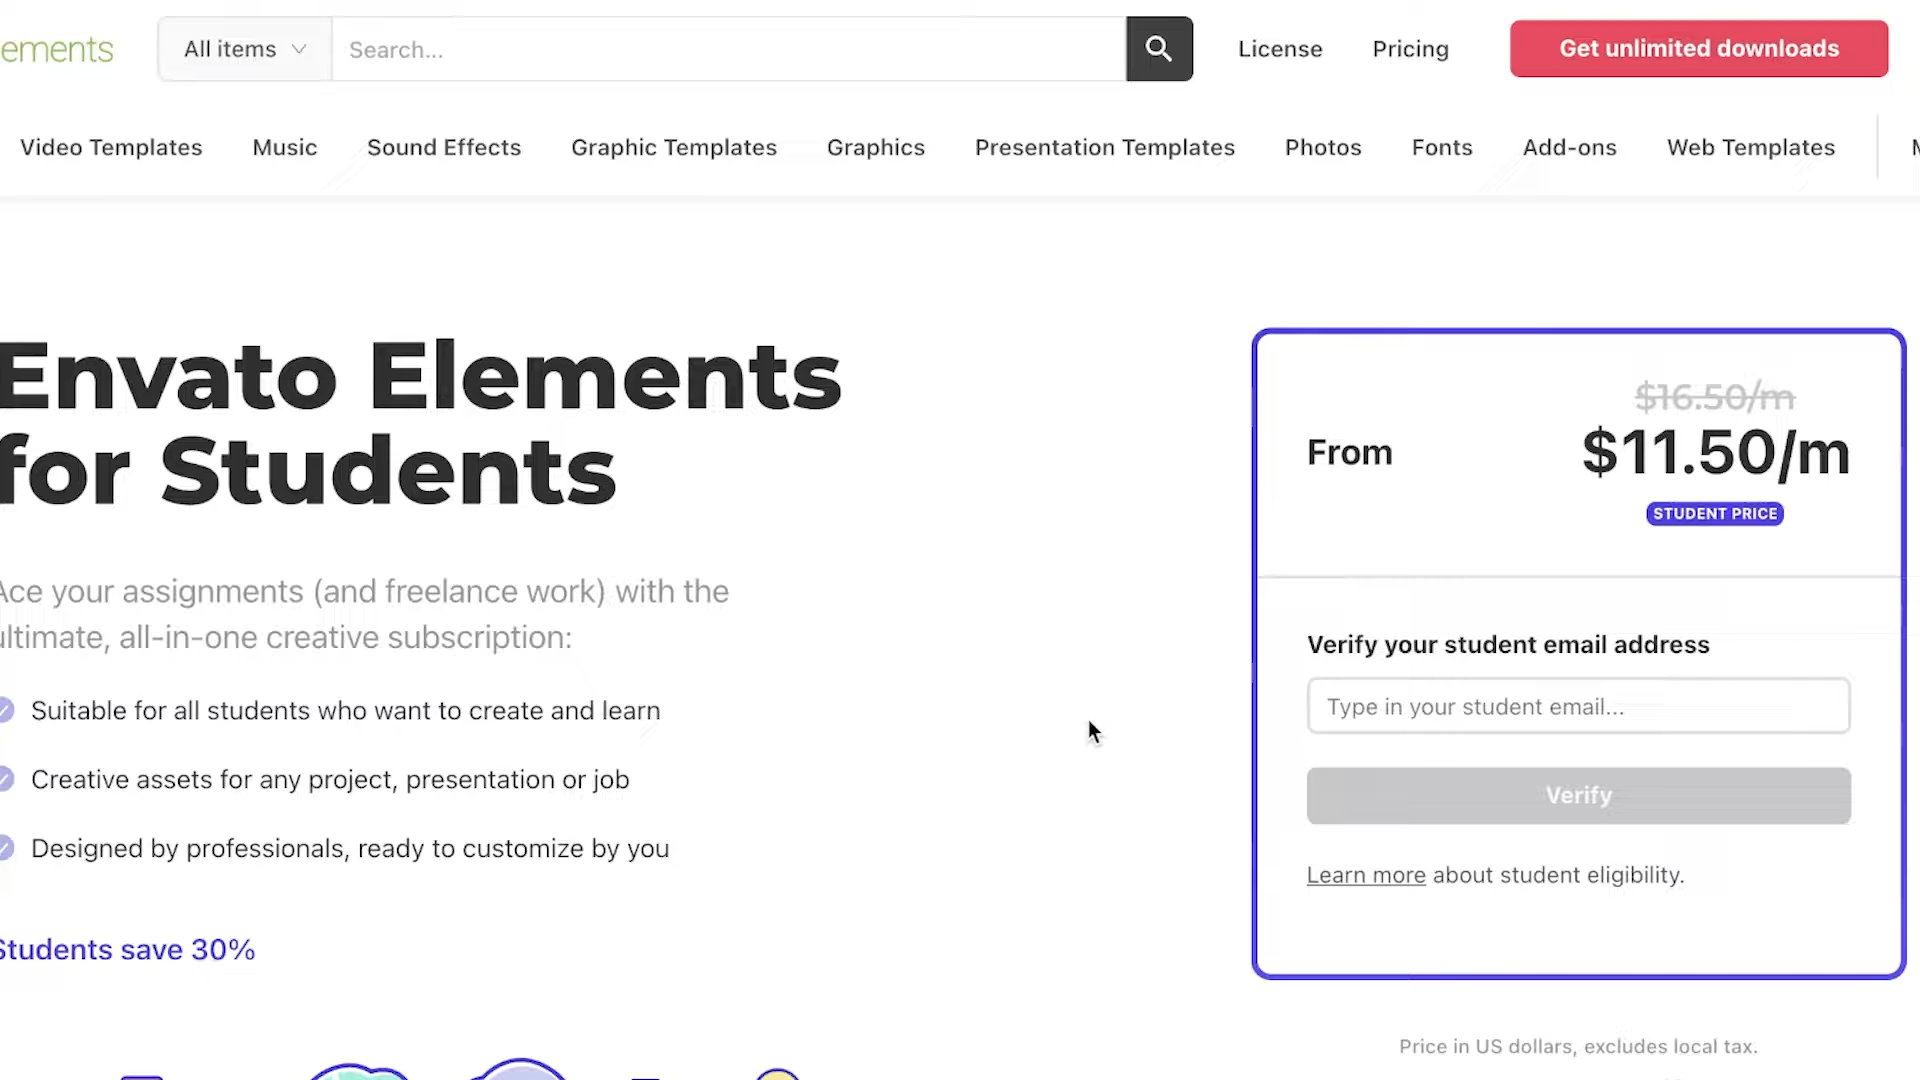 ements
All items
Search...
License
Pricing
Get unlimited downloads
Video Templates
Music
Sound Effects
Graphic Templates
Graphics
Presentation Templates
Photos
Fonts
Add-ons
Web Templates
Envato Elements
for Students
Ace your assignments (and freelance work) with the
ultimate, all-in-one creative subscription:
Suitable for all students who want to create and learn
Creative assets for any project, presentation or job
Designed by professionals, ready to customize by you
Students save 30%
$16.50/m
From
$11.50/m
STUDENT PRICE
Verify your student email address
Type in your student email...
Verify
Learn more about student eligibility.
Price in US dollars, excludes local tax.